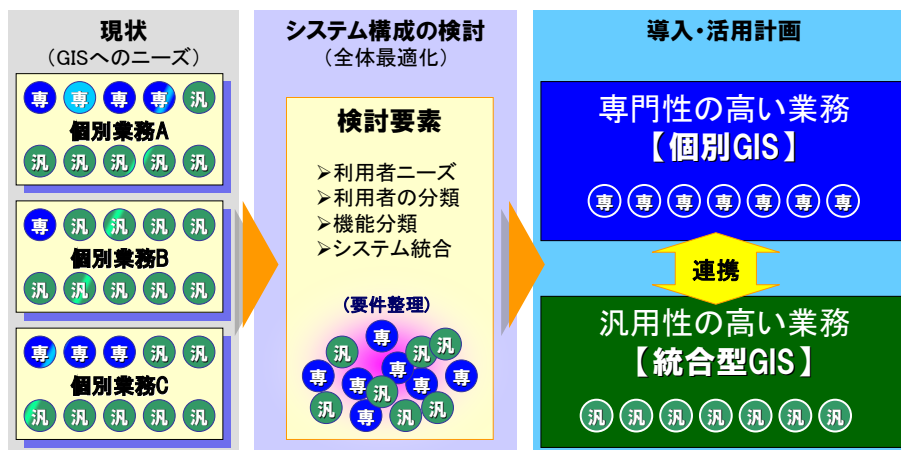 現状
(GISへのニーズ)
専 専 専 専 汎
個別業務A
汎 汎 汎 汎 汎
専 汎 汎 汎 汎
個別業務B
汎 汎 汎 汎 汎
専 専 専 汎 汎
個別業務C
汎 汎 汎 汎 汎
システム構成の検討
(全体最適化)
検討要素
➢利用者ニーズ
➢利用者の分類
➢機能分類
➢システム統合
(要件整理)
専
汎 汎 汎
専 専 専 専 専
汎
汎 専 汎 汎
導入・活用計画
専門性の高い業務
【個別GIS】
専 専 専 専 専 専 専
連携
汎用性の高い業務
【統合型GIS】
汎 汎 汎 汎 汎 汎 汎